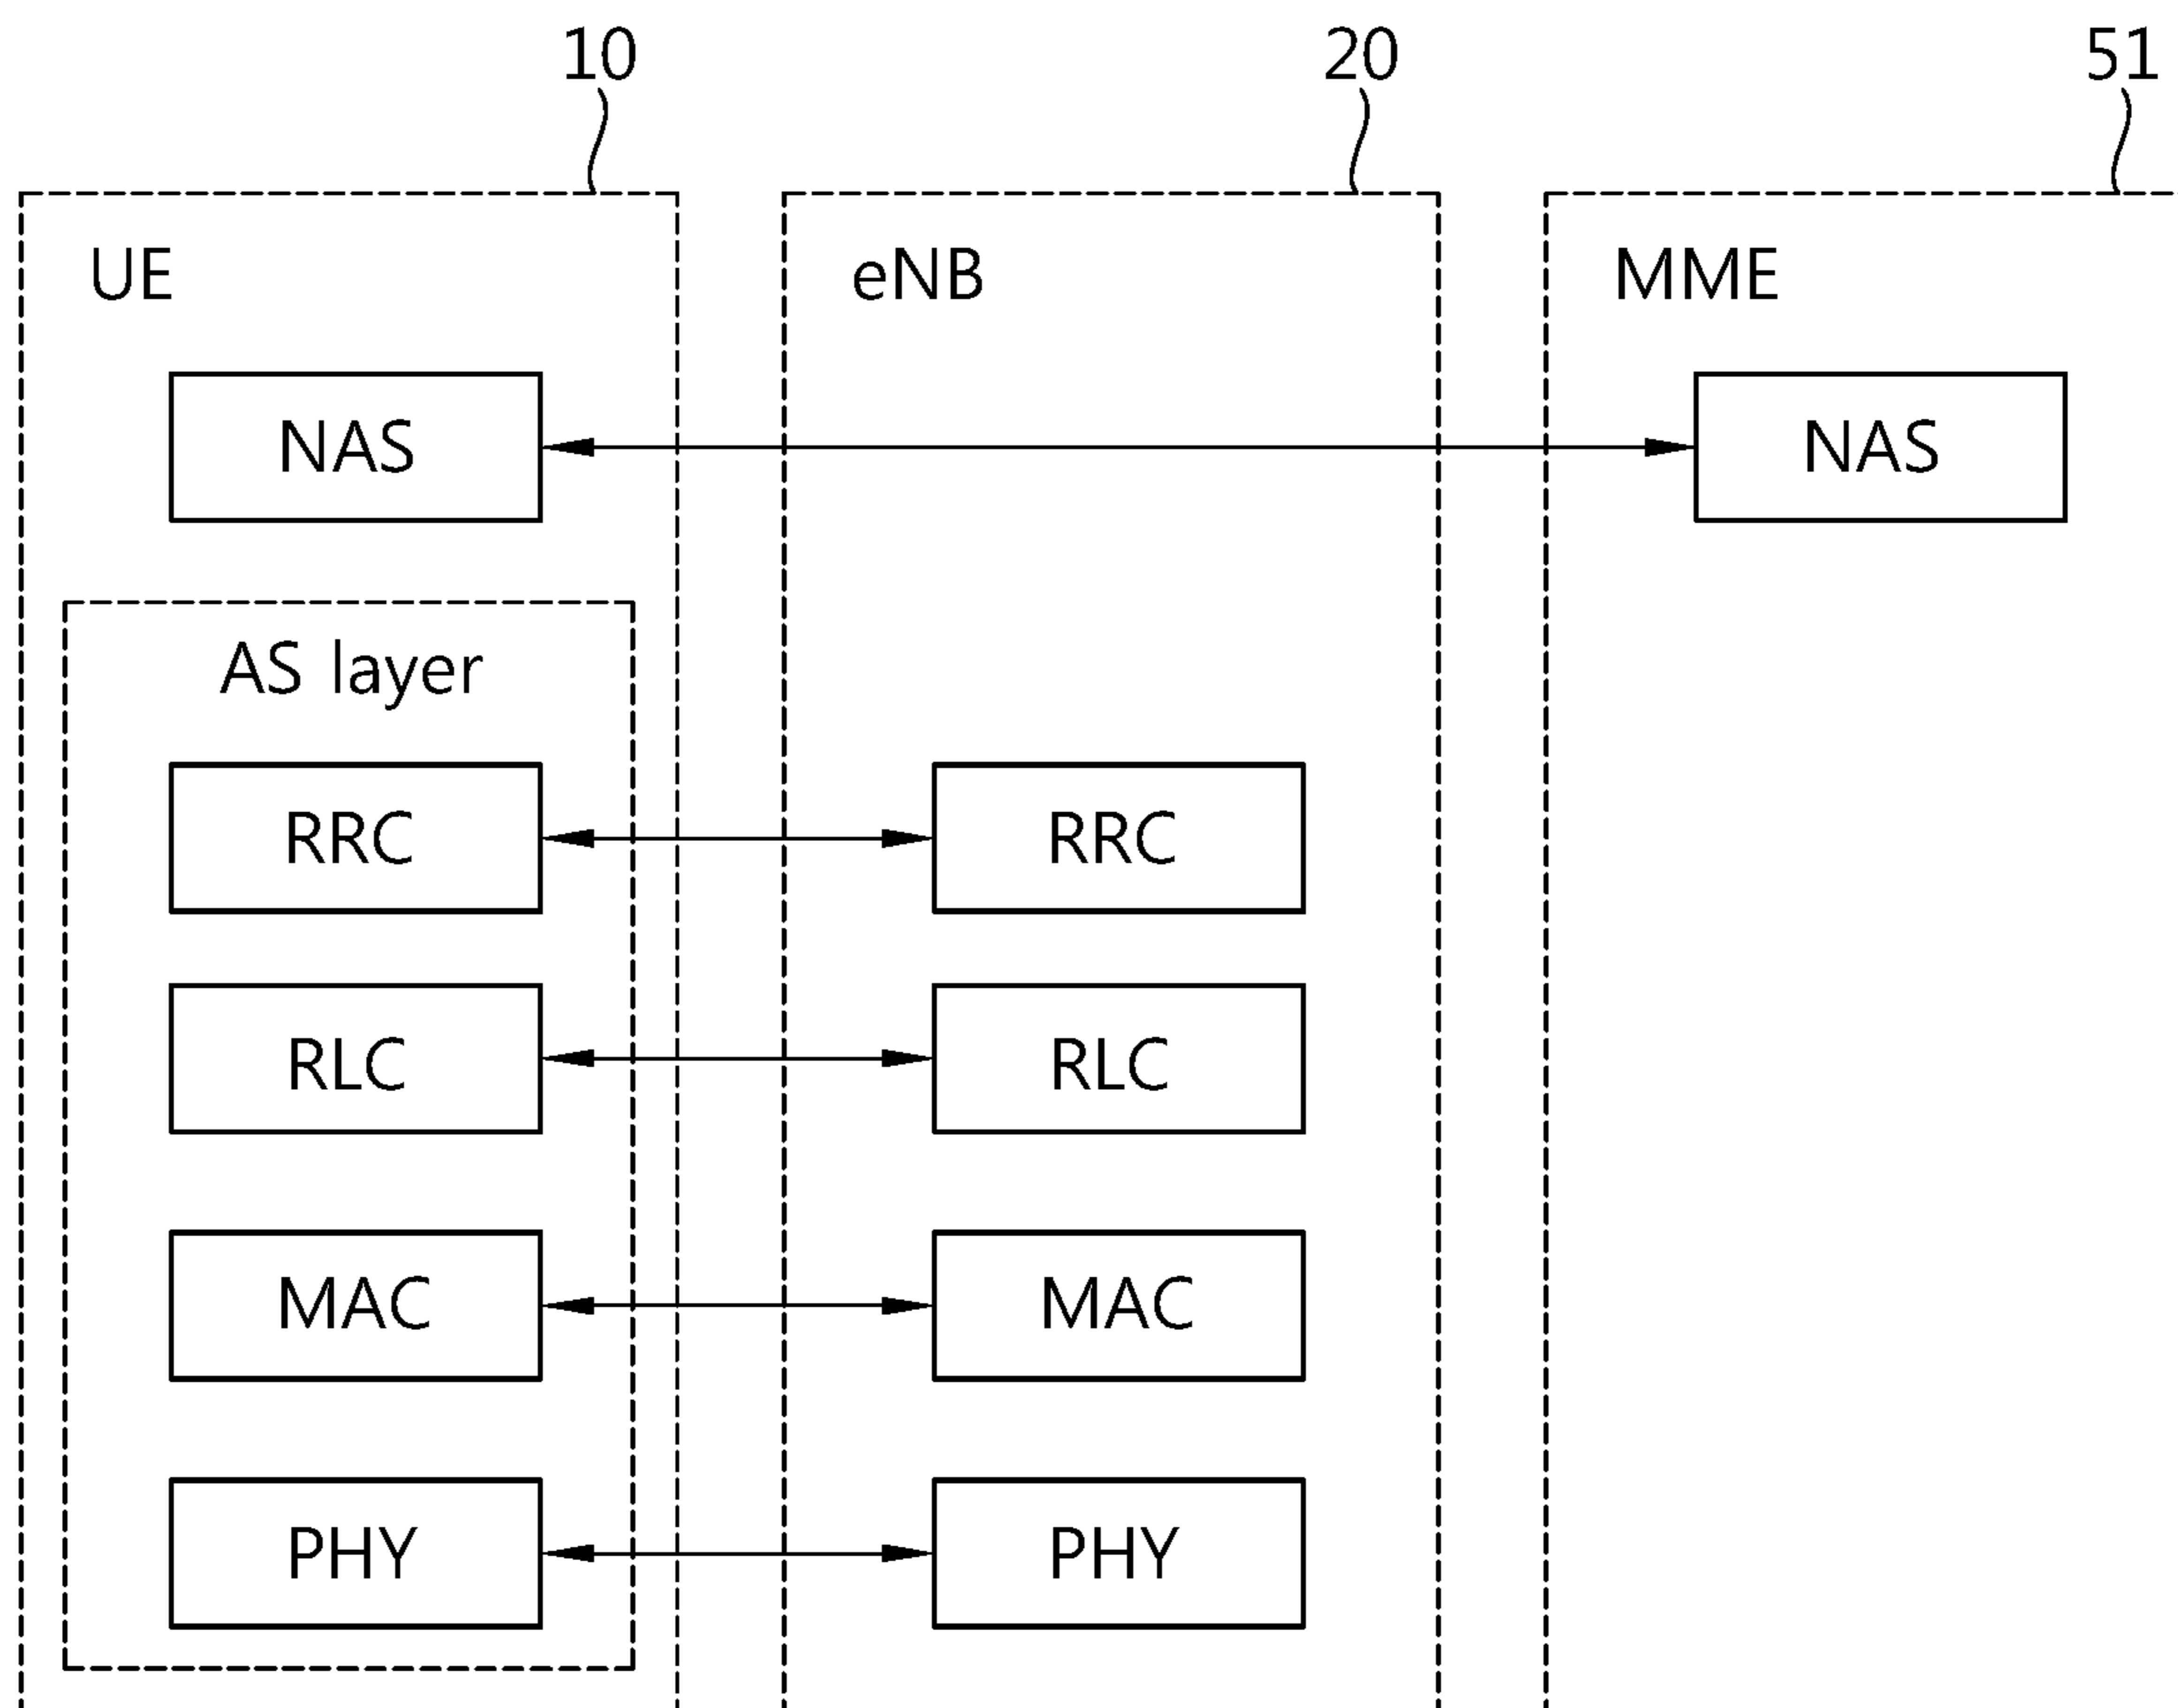 10 20 51
UE eNB MME
NAS NAS
AS layer
RRC RRC
RLC RLC
MAC MAC
PHY PHY